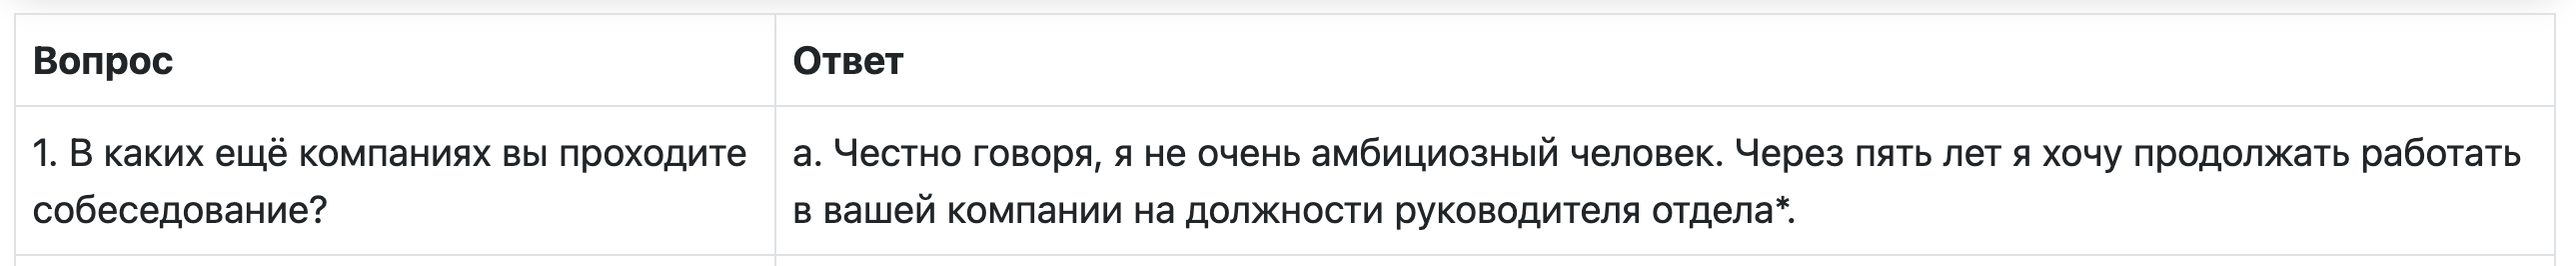 Вопрос
Ответ
1. В каких ещё компаниях вы проходите
собеседование?
а. Честно говоря, я не очень амбициозный человек. Через пять лет я хочу продолжать работать
в вашей компании на должности руководителя отдела*.